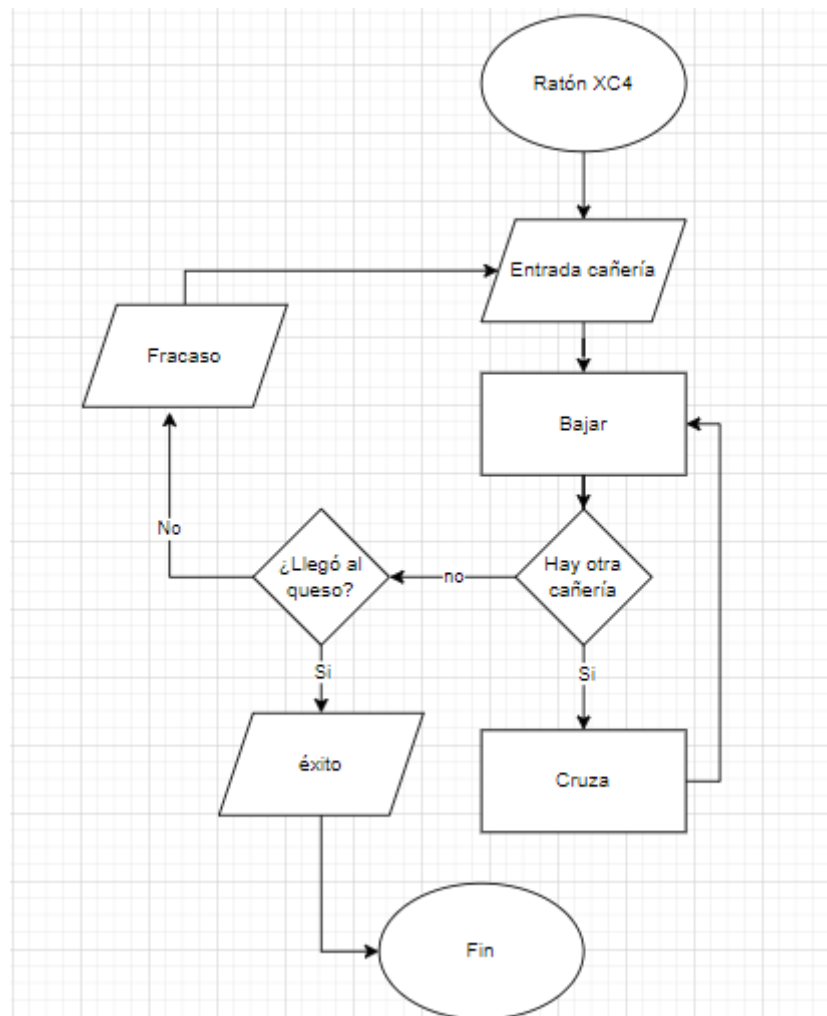 Ratón XC4
Entrada cañería
Fracaso
Bajar
No
¿Llegó al
queso?
no
Hay otra
cañería
Si
Si
éxito
Cruza
Fin